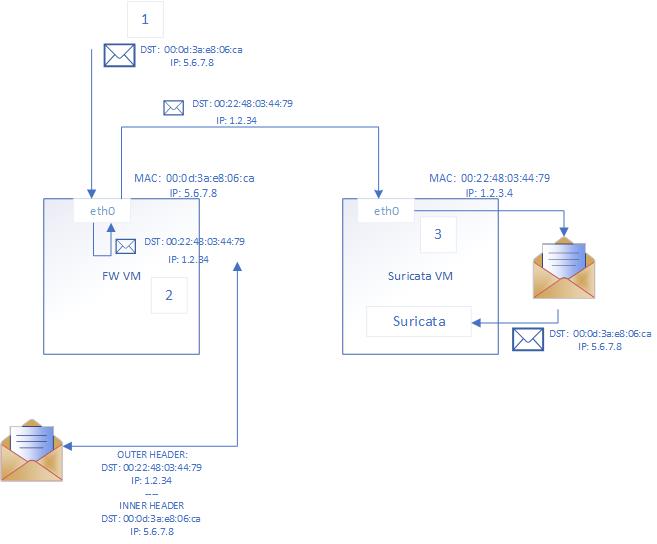 1
DST: 00:0d:3a:e8:06:ca
IP: 5.6.7.8
DST: 00:22:48:03:44:79
IP: 1.2.34
MAC: 00:0d:3a:e8:06:ca
IP: 5.6.7.8
MAC: 00:22:48:03:44:79
IP: 1.2.3.4
eth0
DST: 00:22:48:03:44:79
IP: 1.2.34
FW VM
2
eth0
3
Suricata VM
Suricata
DST: 00:0d:3a:e8:06:ca
IP: 5.6.7.8
OUTER HEADER:
DST: 00:22:48:03:44:79
IP: 1.2.34
----
INNER HEADER
DST: 00:0d:3a:e8:06:ca
IP: 5.6.7.8